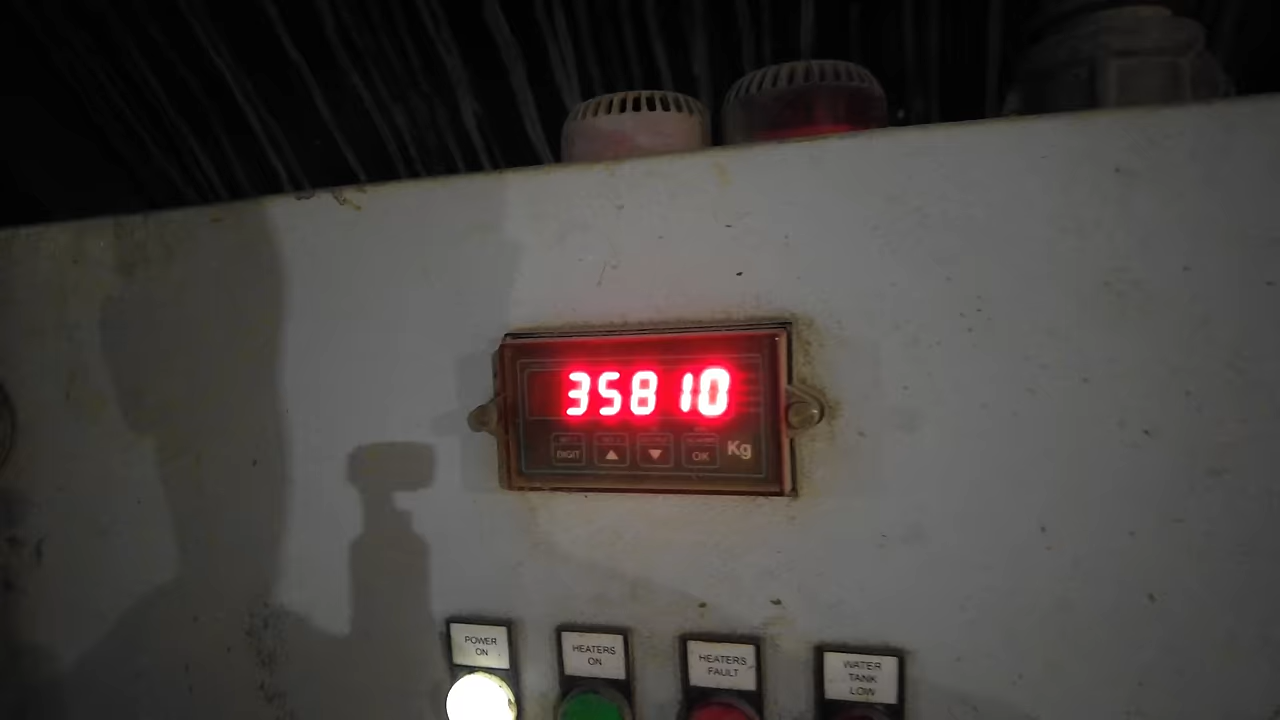 35810
DIGIT
OK
Kg
POWER
ON
HEATERS
ON
HEATERS
FAULT
WATER
TANK
LOW